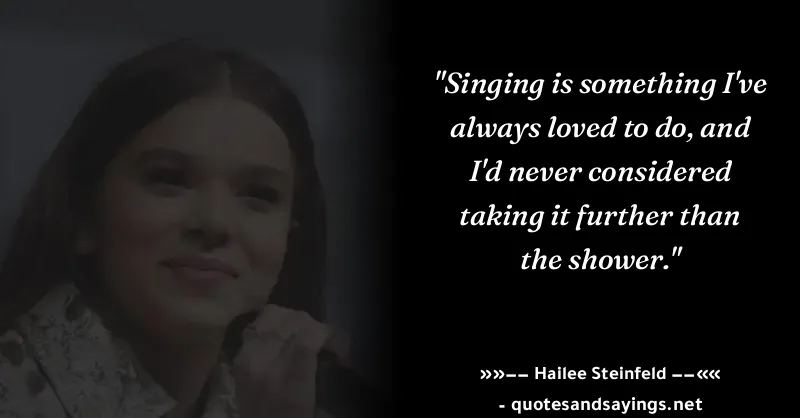 "Singing is something I've
always loved to do, and
I'd never considered
taking it further than
the shower."
»»−− Hailee Steinfeld −−««
- quotesandsayings.net